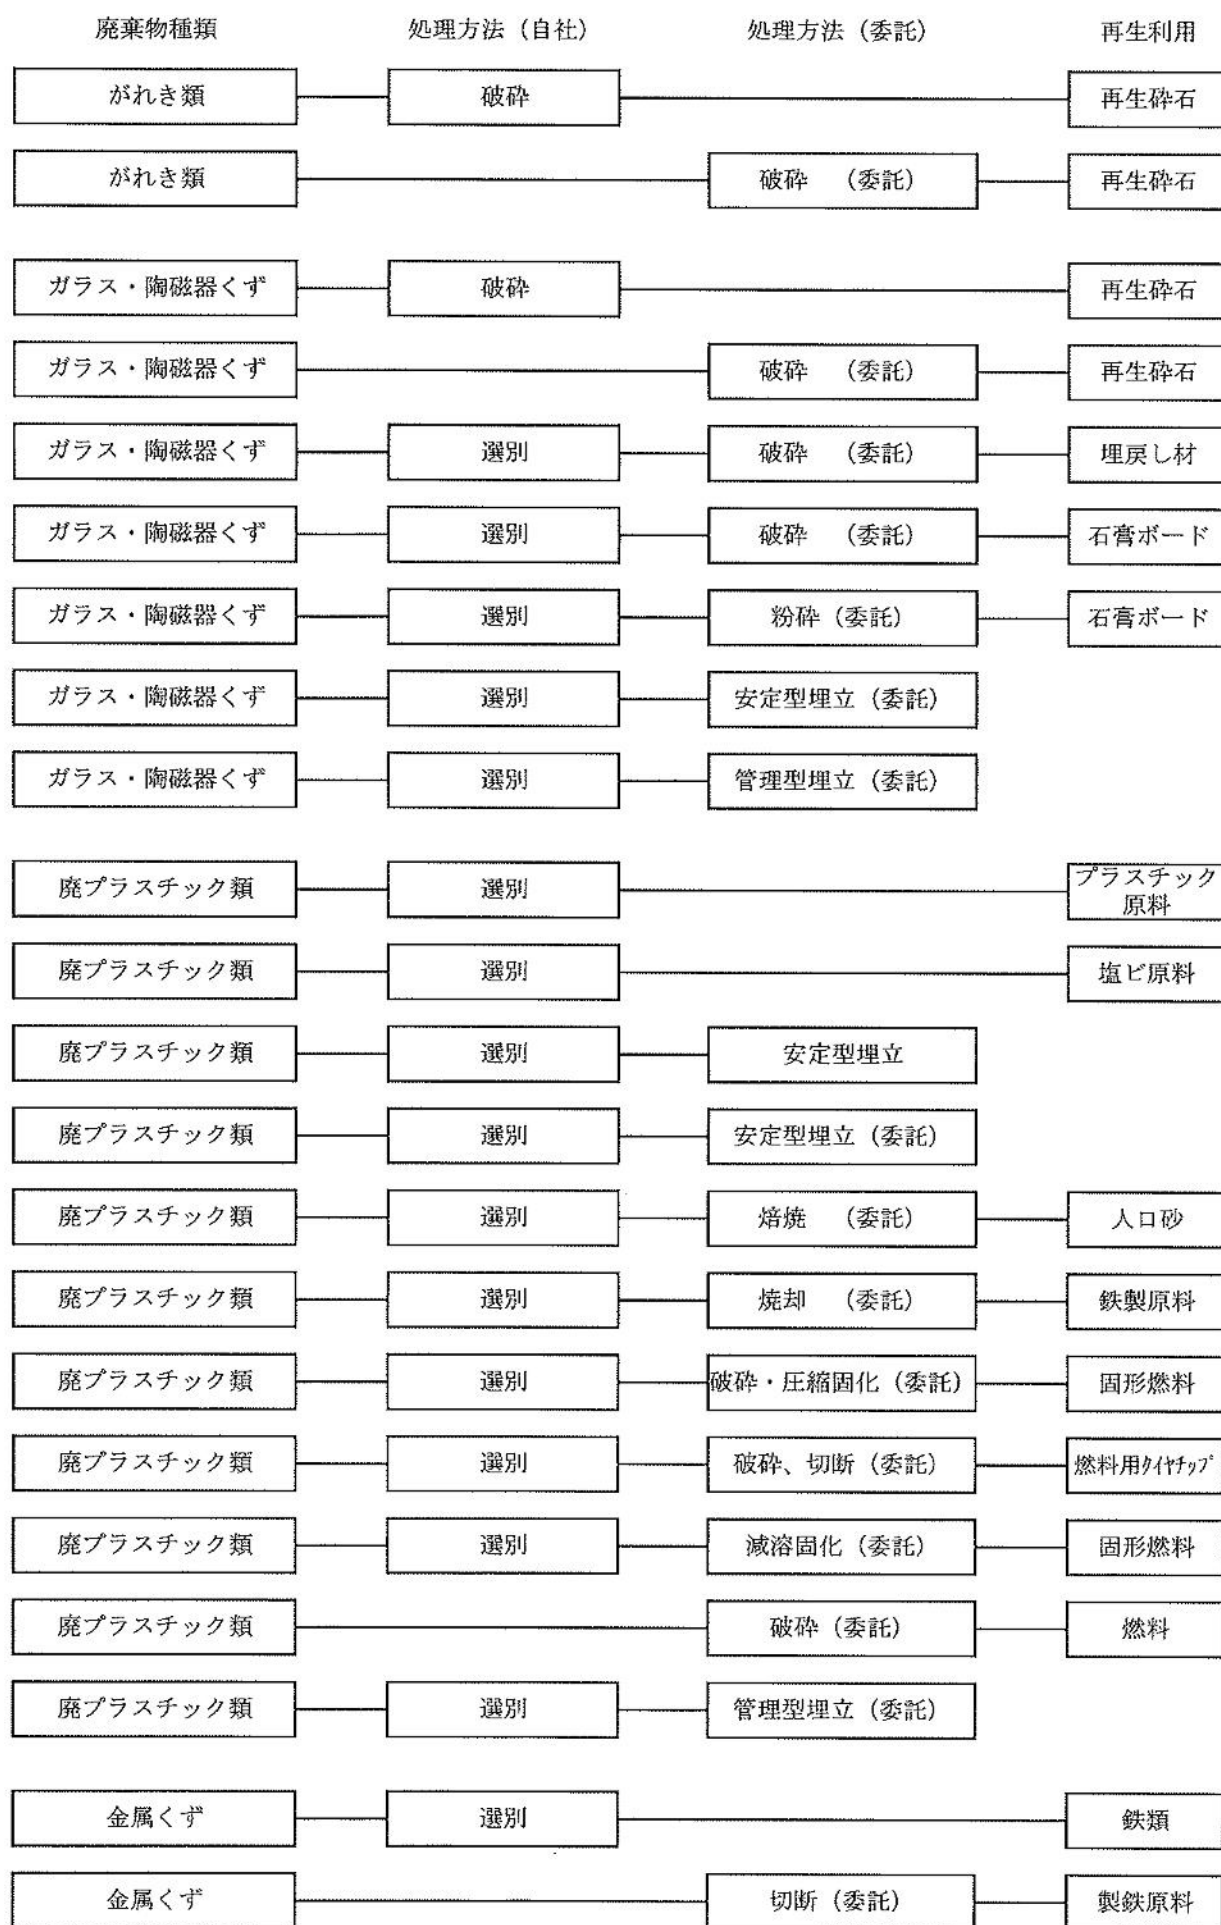 廃棄物種類 処理方法（自社） 処理方法（委託） 再生利用
がれき類 破砕 再生砕石
がれき類 破砕 （委託） 再生砕石
ガラス・陶磁器くず 破砕 再生砕石
ガラス・陶磁器くず 破砕 （委託） 再生砕石
ガラス・陶磁器くず 選別 破砕 （委託） 埋戻し材
ガラス・陶磁器くず 選別 破砕 （委託） 石膏ボード
ガラス・陶磁器くず 選別 粉砕（委託） 石膏ボード
ガラス・陶磁器くず 選別 安定型埋立（委託）
ガラス・陶磁器くず 選別 管理型埋立（委託）
廃プラスチック類 選別 プラスチック
原料
廃プラスチック類 選別 塩ビ原料
廃プラスチック類 選別 安定型埋立
廃プラスチック類 選別 安定型埋立（委託）
廃プラスチック類 選別 焙焼 （委託） 人口砂
廃プラスチック類 選別 焼却 （委託） 鉄製原料
廃プラスチック類 選別 破砕・圧縮固化（委託） 固形燃料
廃プラスチック類 選別 破砕、切断（委託） 燃料用ﾀｲﾔﾁｯﾌﾟ
廃プラスチック類 選別 減溶固化（委託） 固形燃料
廃プラスチック類 破砕（委託） 燃料
廃プラスチック類 選別 管理型埋立（委託）
金属くず 選別 鉄類
金属くず 切断（委託） 製鉄原料